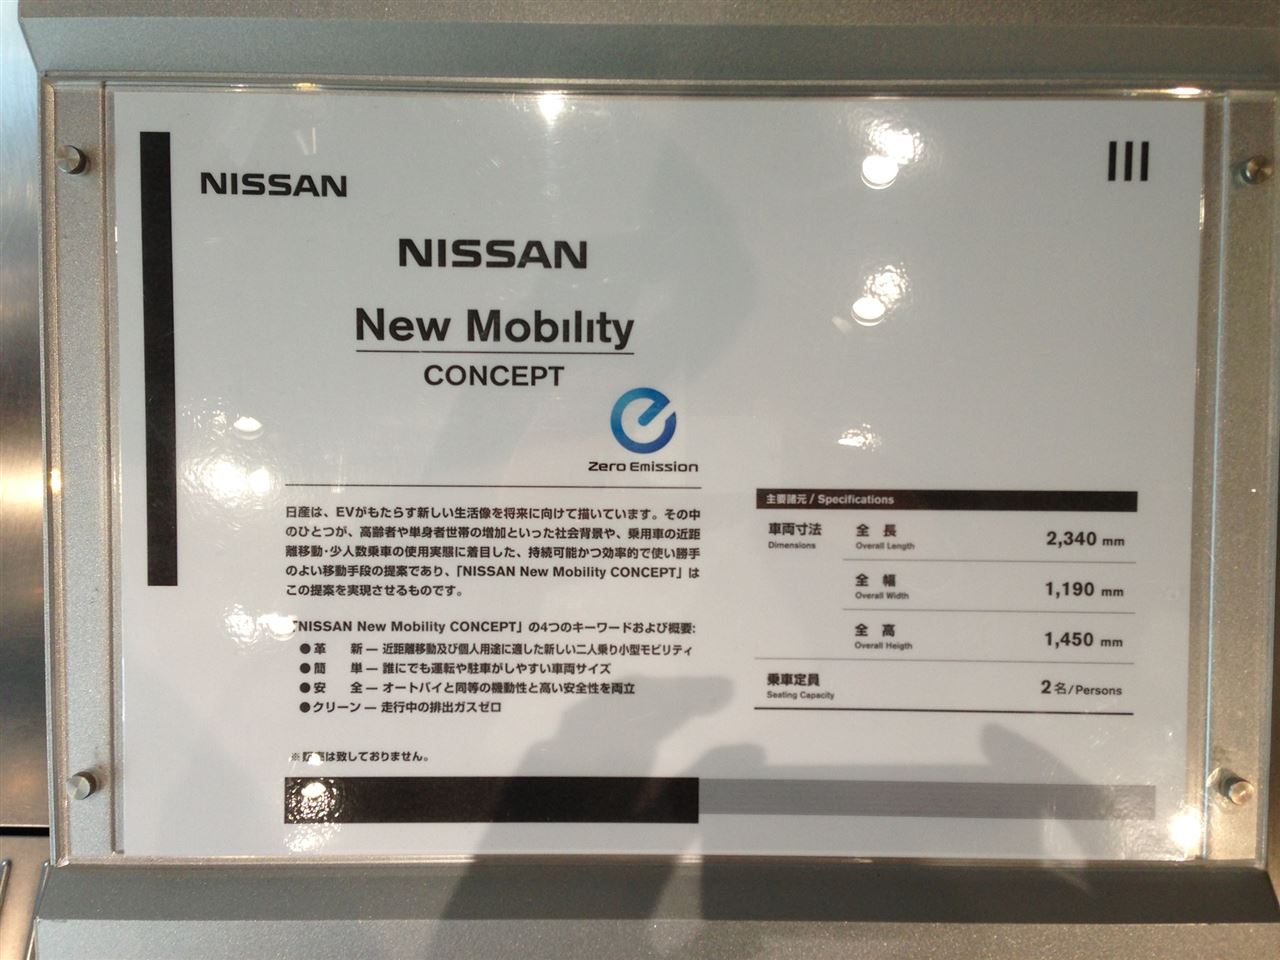 NISSAN
NISSAN
New Mobility
CONCEPT
Zero Emission
日産は、EVがもたらす新しい生活像を将来に向けて描いています。その中
のひとつが、高齢者や単身者世帯の増加といった社会背景や、乗用車の近距
離移動・少人数乗車の使用実態に着目した、持続可能かつ効率的で使い勝手
のよい移動手段の提案であり、「NISSAN New Mobility CONCEPT」は
この提案を実現させるものです。
「NISSAN New Mobility CONCEPT」の4つのキーワードおよび概要:
●革 新 — 近距離移動及び個人用途に適した新しい二人乗り小型モビリティ
●簡 単 — 誰にでも運転や駐車がしやすい車両サイズ
●安 全 — オートバイと同等の機動性と高い安全性を両立
●クリーン — 走行中の排出ガスゼロ
※は致しておりません。
主要諸元 / Specifications
車両寸法 全 長
Dimensions Overall Length 2,340 mm
全 幅
Overall Width 1,190 mm
全 高
Overall Heigth 1,450 mm
乗車定員
Seating Capacity 2名/Persons